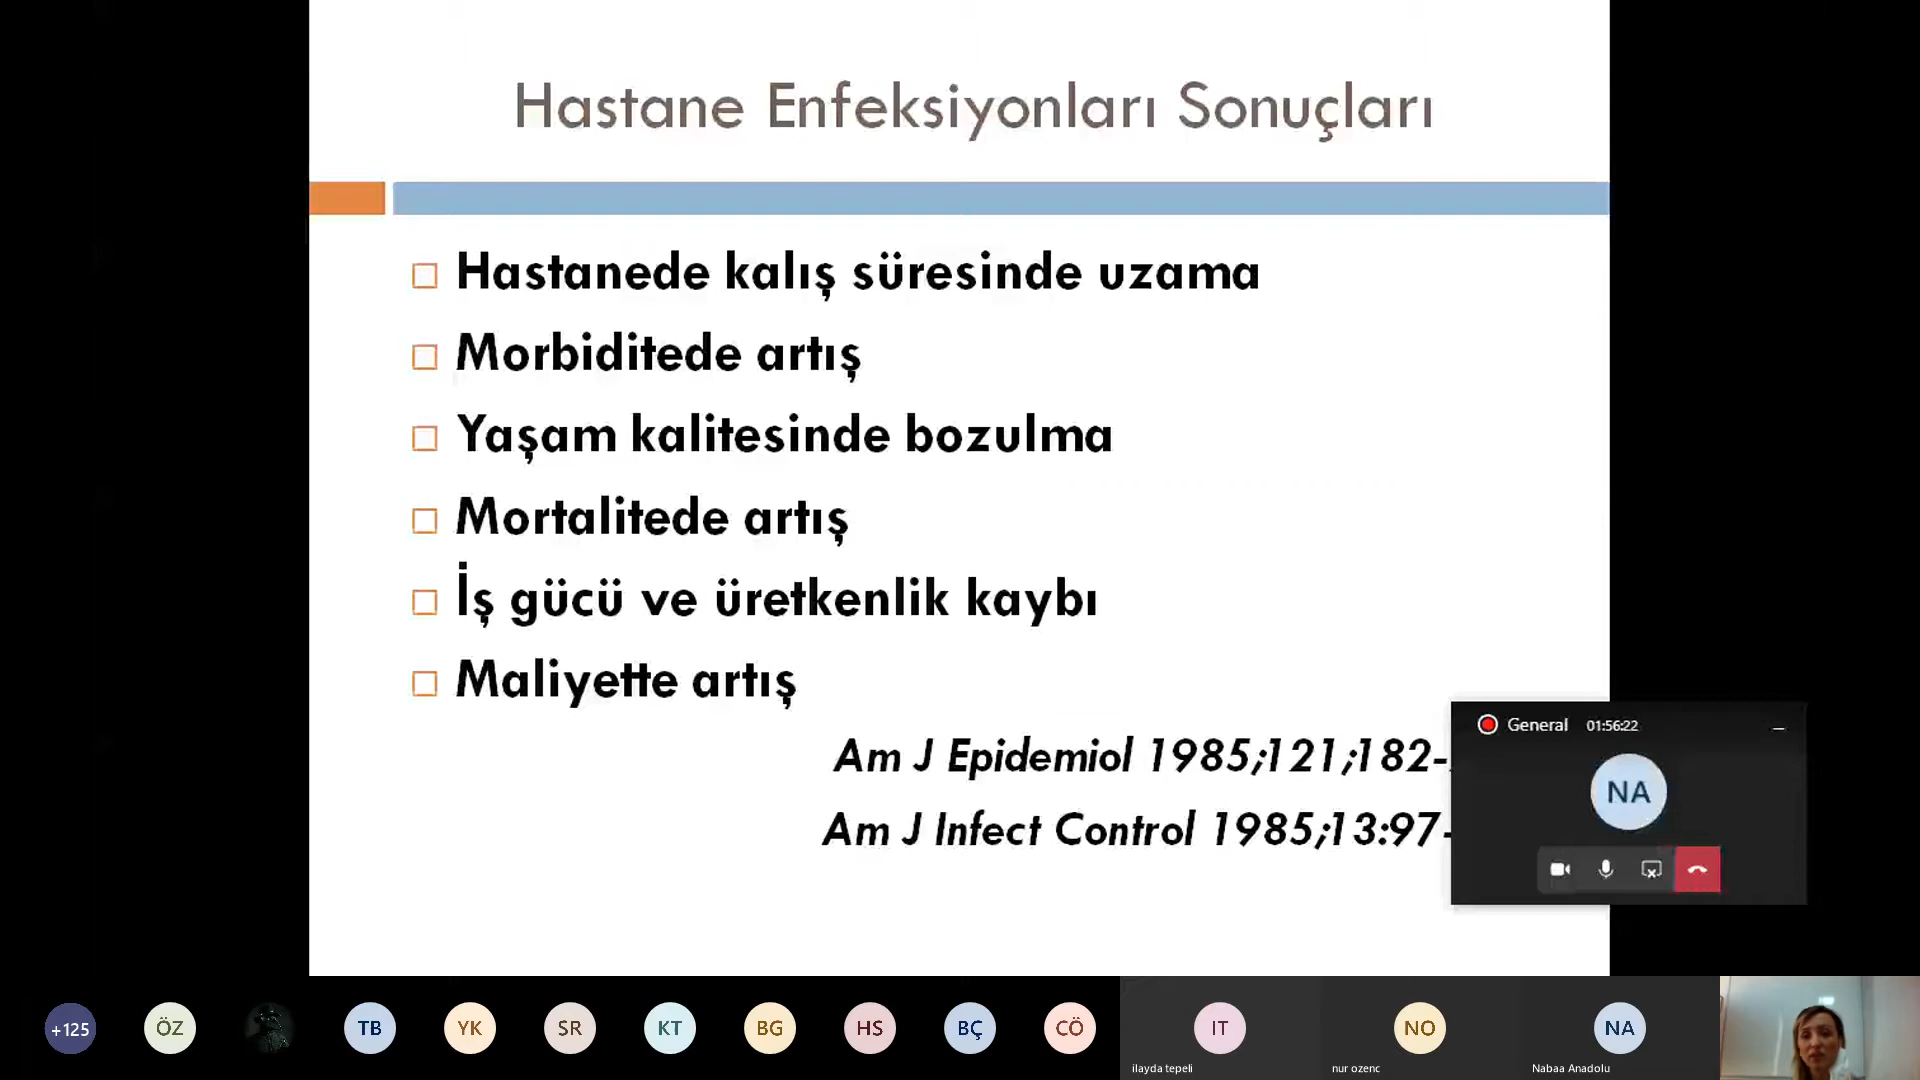 Hastane Enfeksiyonları Sonuçları
Hastanede kalış süresinde uzama
Morbiditede artış
Yaşam kalitesinde bozulma
Mortalitede artış
İş gücü ve üretkenlik kaybı
Maliyette artış
Am J Epidemiol 1985;121;182-
Am J Infect Control 1985;13:97-
General 01:56:22
NA
+125 ÖZ TB YK SR KT BG HS BÇ CÖ IT NO NA
ilayda tepeli nur ozenc Nabaa Anadolu